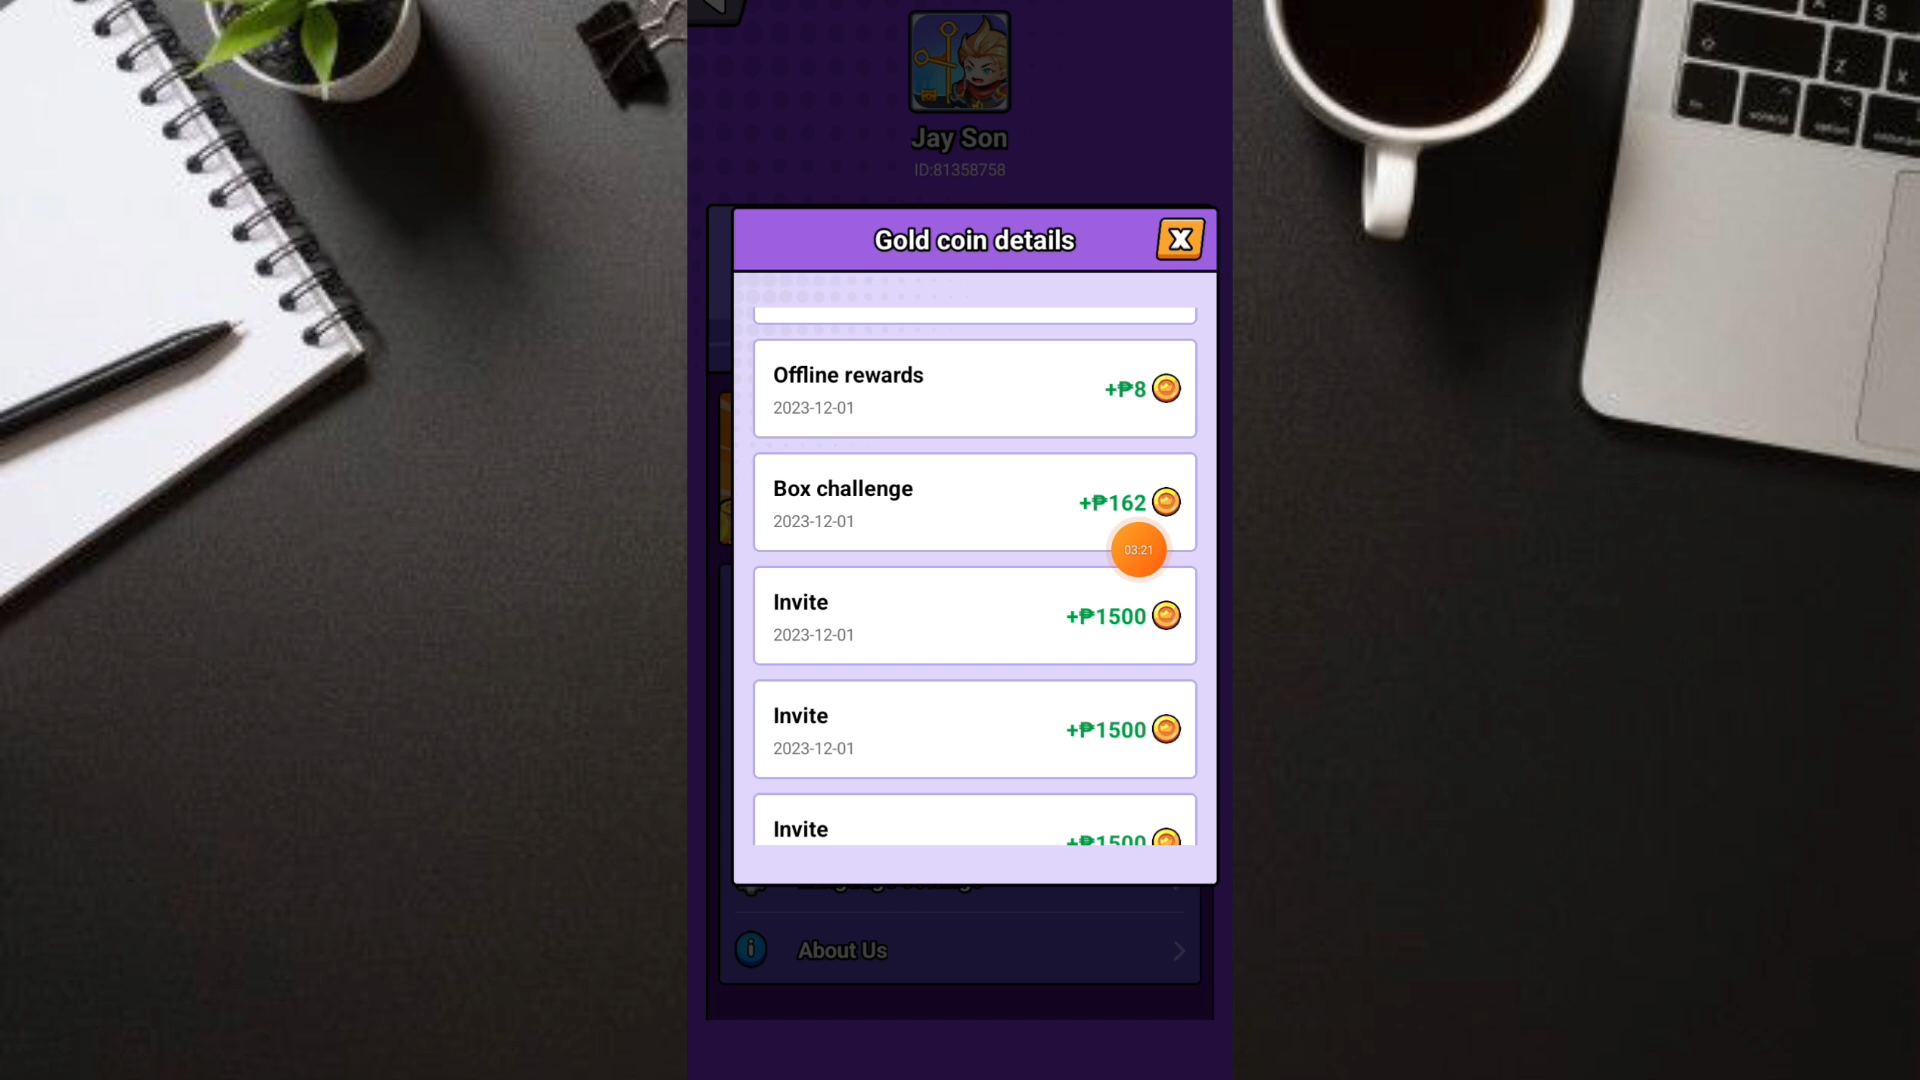 Jay Son
ID:81358758
Gold coin details
X
Offline rewards
+₱8
2023-12-01
Box challenge
+₱162
2023-12-01
03:21
Invite
+₱1500
2023-12-01
Invite
+₱1500
2023-12-01
Invite
+₱1500
About Us